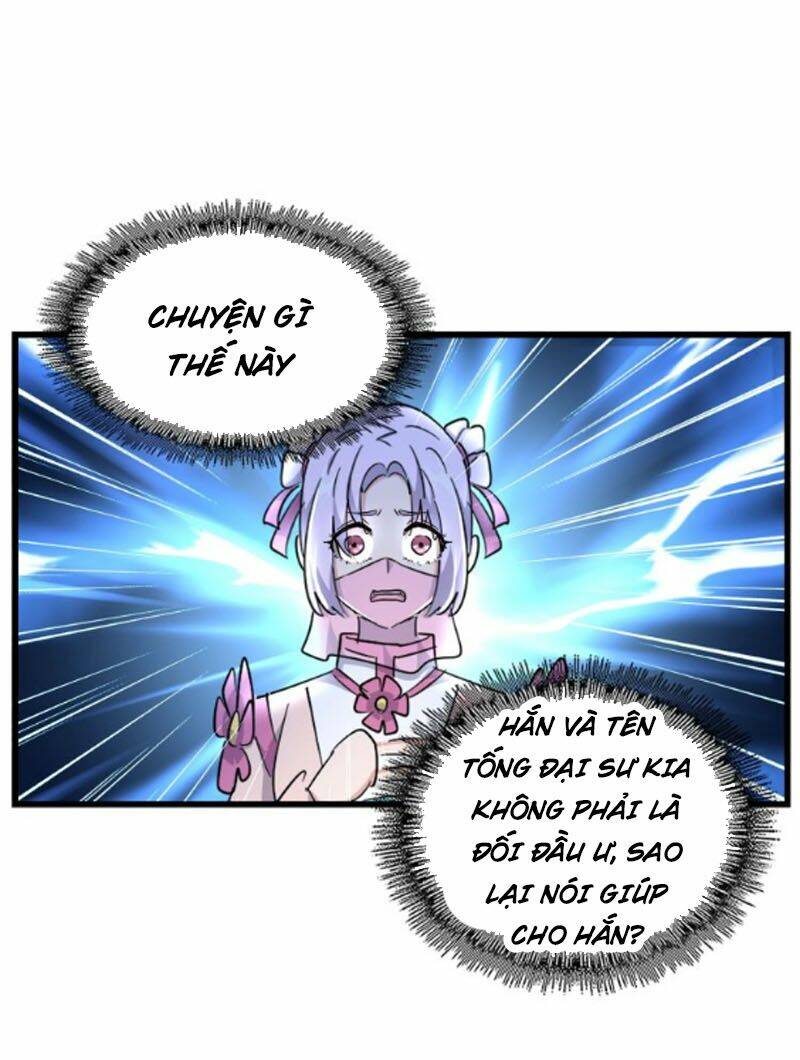 CHUYỆN GÌ
THẾ NÀY
HẮN VÀ TÊN
TỐNG ĐẠI SƯ KIA
KHÔNG PHẢI LÀ
ĐỐI ĐẦU Ư, SAO
LẠI NÓI GIÚP
CHO HẮN?